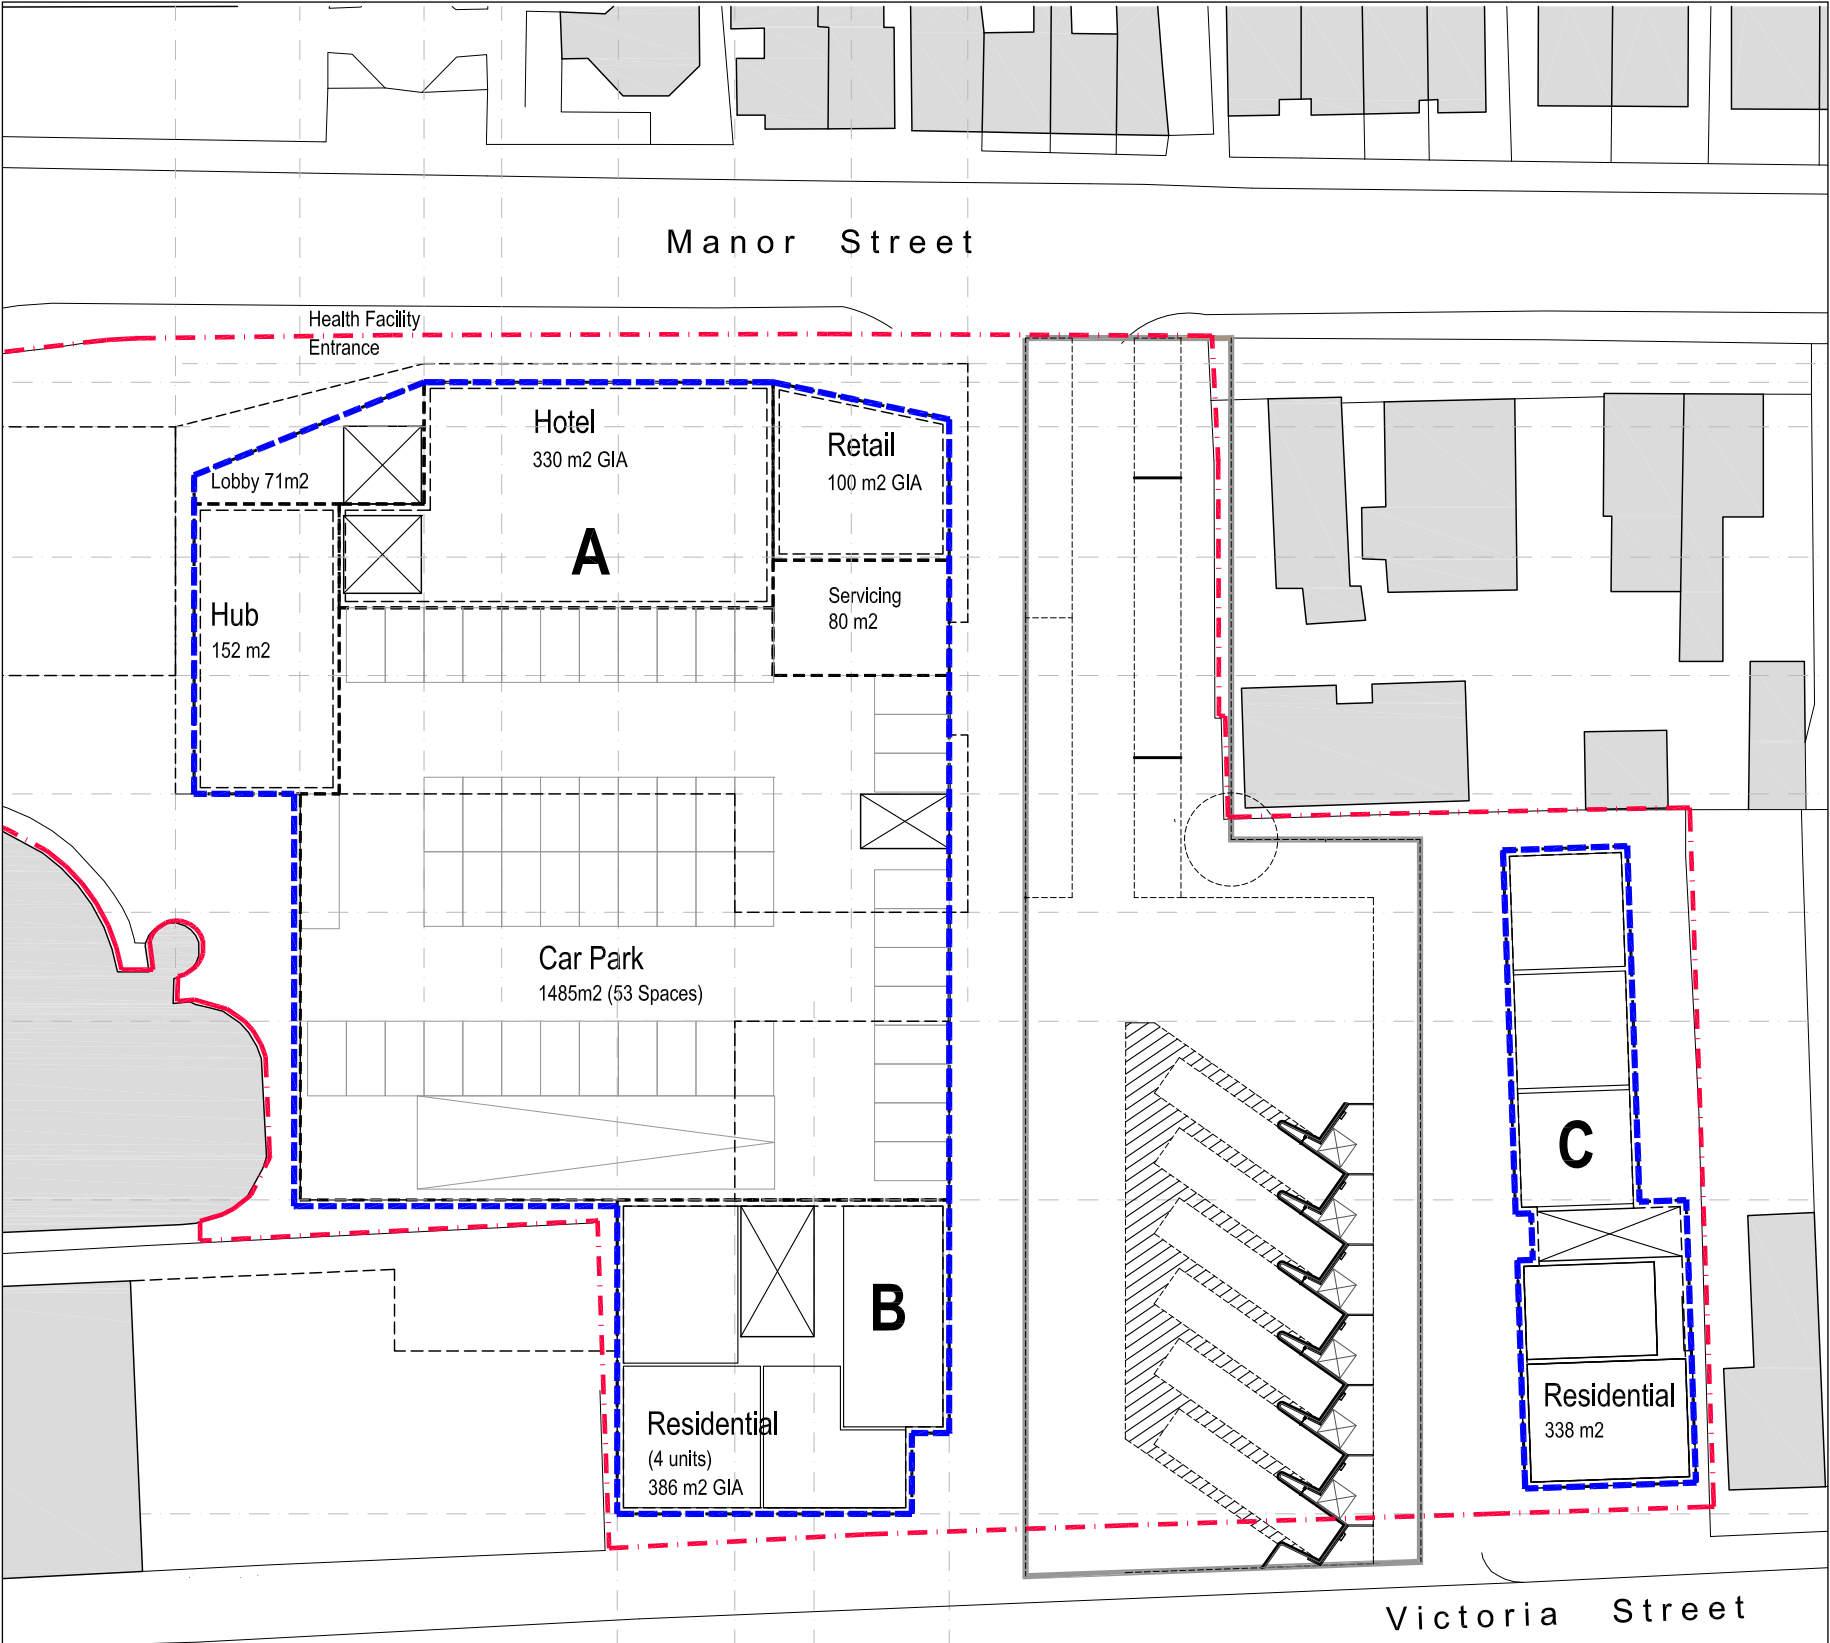 Manor Street
Health Facility
Entrance
Hotel
330 m2 GIA
Retail
100 m2 GIA
Lobby 71m2
A
Servicing
80 m2
Hub
152 m2
Car Park
1485m2 (53 Spaces)
C
B
Residential
(4 units)
386 m2 GIA
Residential
338 m2
Victoria Street